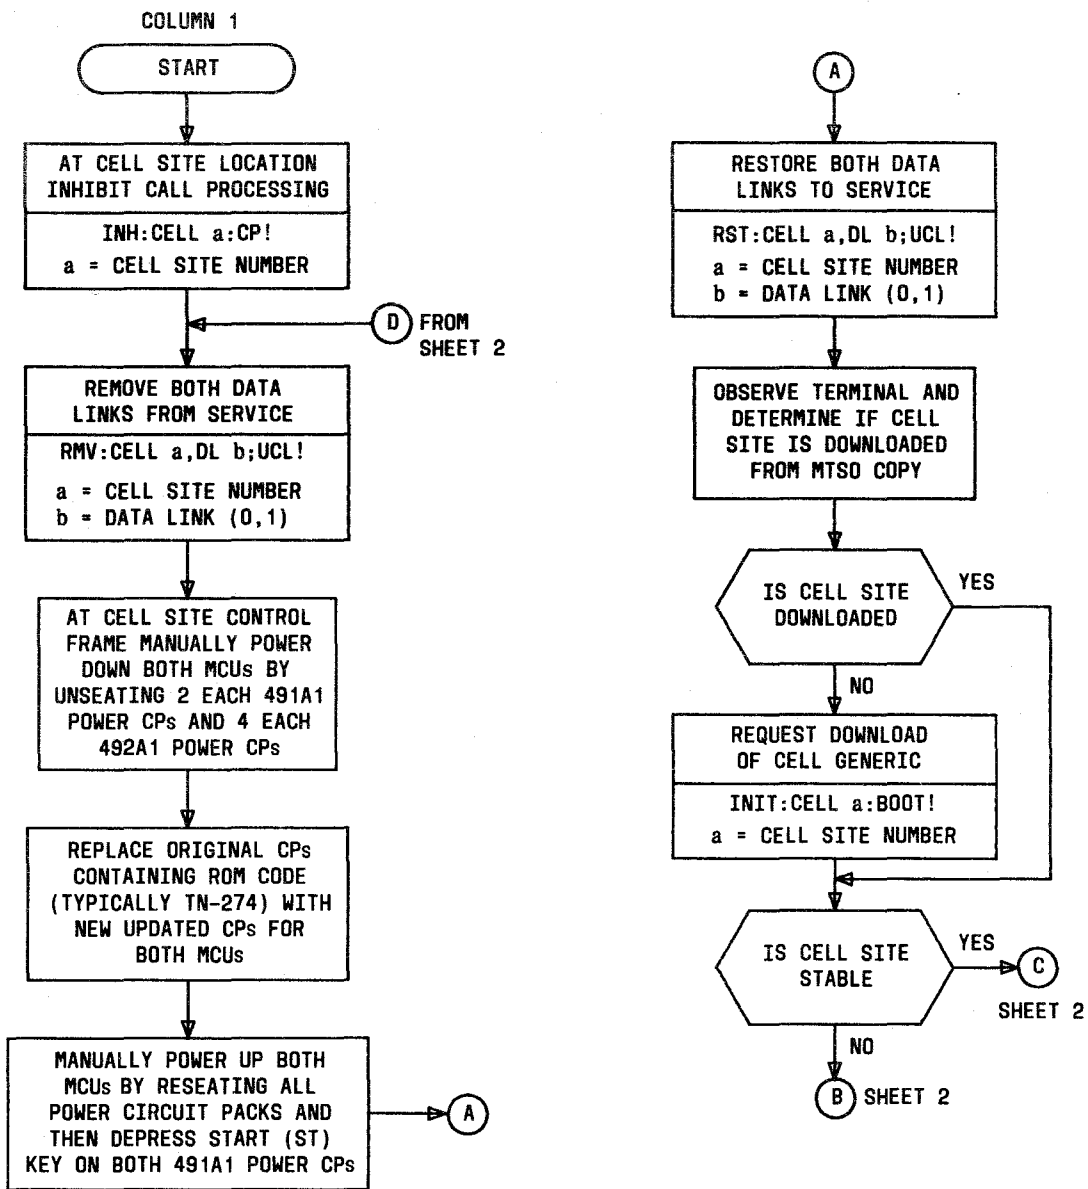 COLUMN 1
START
AT CELL SITE LOCATION
INHIBIT CALL PROCESSING
INH:CELL a:CP!
a = CELL SITE NUMBER
D FROM
SHEET 2
REMOVE BOTH DATA
LINKS FROM SERVICE
RMV:CELL a,DL b;UCL!
a = CELL SITE NUMBER
b = DATA LINK (0,1)
AT CELL SITE CONTROL
FRAME MANUALLY POWER
DOWN BOTH MCUs BY
UNSEATING 2 EACH 491A1
POWER CPs AND 4 EACH
492A1 POWER CPs
REPLACE ORIGINAL CPs
CONTAINING ROM CODE
(TYPICALLY TN-274) WITH
NEW UPDATED CPs FOR
BOTH MCUs
MANUALLY POWER UP BOTH
MCUs BY RESEATING ALL
POWER CIRCUIT PACKS AND
THEN DEPRESS START (ST)
KEY ON BOTH 491A1 POWER CPs
A
A
RESTORE BOTH DATA
LINKS TO SERVICE
RST:CELL a,DL b;UCL!
a = CELL SITE NUMBER
b = DATA LINK (0,1)
OBSERVE TERMINAL AND
DETERMINE IF CELL
SITE IS DOWNLOADED
FROM MTSO COPY
IS CELL SITE
DOWNLOADED
YES
NO
REQUEST DOWNLOAD
OF CELL GENERIC
INIT:CELL a:BOOT!
a = CELL SITE NUMBER
IS CELL SITE
STABLE
YES
C
SHEET 2
NO
B SHEET 2